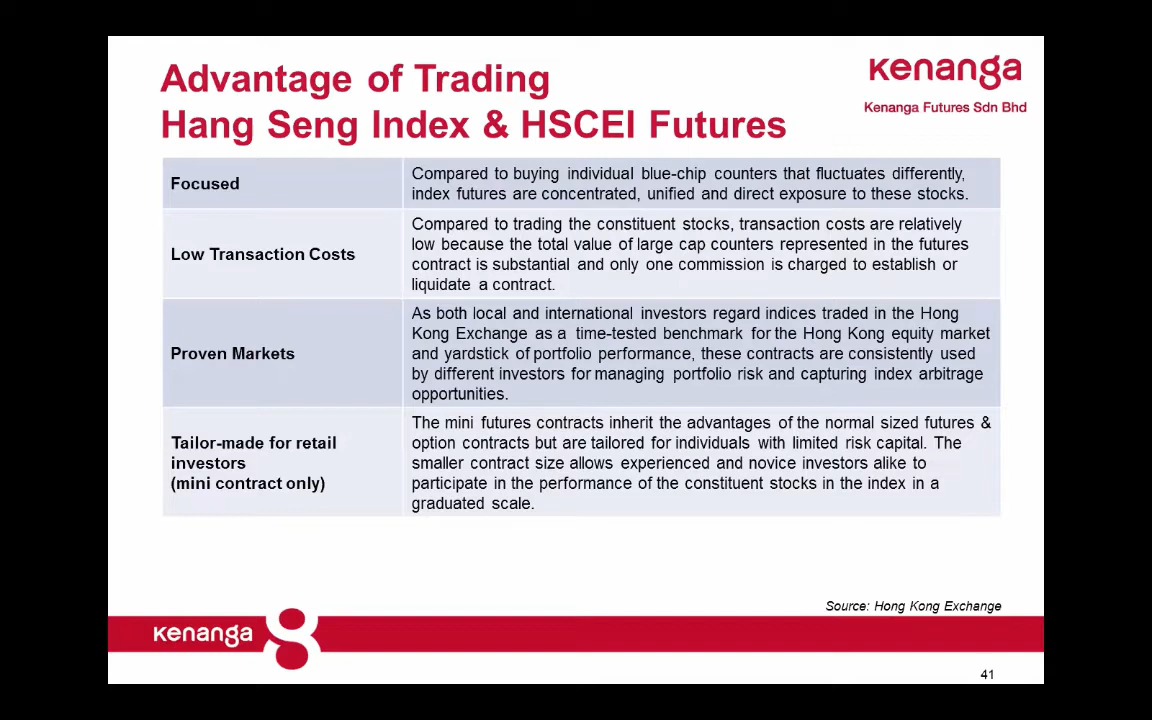 Advantage of Trading
Hang Seng Index & HSCEI Futures
kenanga
Kenanga Futures Sdn Bhd
Focused
Compared to buying individual blue-chip counters that fluctuates differently,
index futures are concentrated, unified and direct exposure to these stocks.
Low Transaction Costs
Compared to trading the constituent stocks, transaction costs are relatively
low because the total value of large cap counters represented in the futures
contract is substantial and only one commission is charged to establish or
liquidate a contract.
Proven Markets
As both local and international investors regard indices traded in the Hong
Kong Exchange as a time-tested benchmark for the Hong Kong equity market
and yardstick of portfolio performance, these contracts are consistently used
by different investors for managing portfolio risk and capturing index arbitrage
opportunities.
Tailor-made for retail
investors
(mini contract only)
The mini futures contracts inherit the advantages of the normal sized futures &
option contracts but are tailored for individuals with limited risk capital. The
smaller contract size allows experienced and novice investors alike to
participate in the performance of the constituent stocks in the index in a
graduated scale.
Source: Hong Kong Exchange
kenanga
41